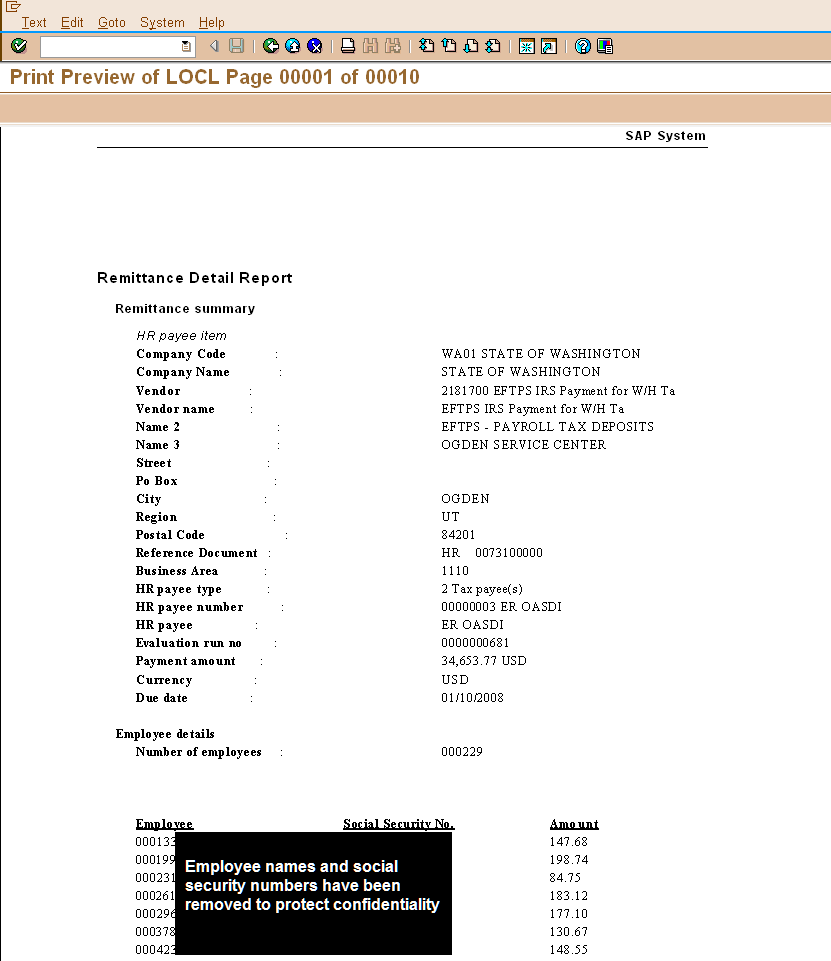 Text Edit Goto System Help
Print Preview of LOCL Page 00001 of 00010
SAP System
Remittance Detail Report
Remittance summary
HR payee item
Company Code : WA01 STATE OF WASHINGTON
Company Name : STATE OF WASHINGTON
Vendor : 2181700 EFTPS IRS Payment for W/H Ta
Vendor name : EFTPS IRS Payment for W/H Ta
Name 2 : EFTPS - PAYROLL TAX DEPOSITS
Name 3 : OGDEN SERVICE CENTER
Street :
Po Box :
City : OGDEN
Region : UT
Postal Code : 84201
Reference Document : HR 0073100000
Business Area : 1110
HR payee type : 2 Tax payee(s)
HR payee number : 00000003 ER OASDI
HR payee : ER OASDI
Evaluation run no : 0000000681
Payment amount : 34,653.77 USD
Currency : USD
Due date : 01/10/2008
Employee details
Number of employees : 000229
Employee Social Security No. Amount
000133 147.68
000199 198.74
000231 84.75
000261 183.12
000296 177.10
000378 130.67
000423 148.55
Employee names and social
security numbers have been
removed to protect confidentiality